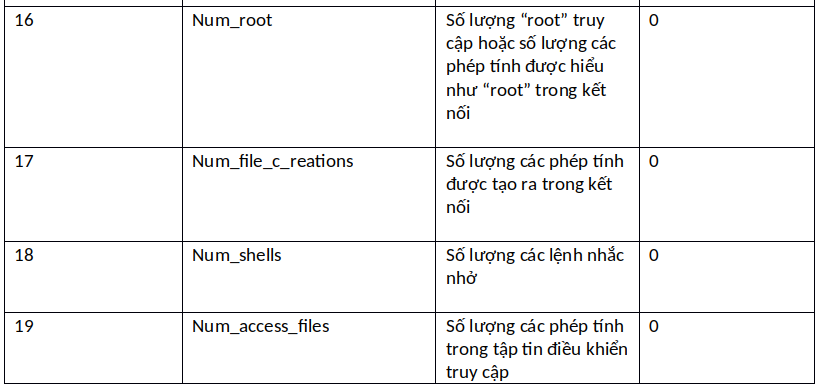 16 Num_root Số lượng “root” truy 0
cập hoặc số lượng các
phép tính được hiểu
như “root” trong kết
nối
17 Num_file_c_reations Số lượng các phép tính 0
được tạo ra trong kết
nối
18 Num_shells Số lượng các lệnh nhắc 0
nhở
19 Num_access_files Số lượng các phép tính 0
trong tập tin điều khiển
truy cập